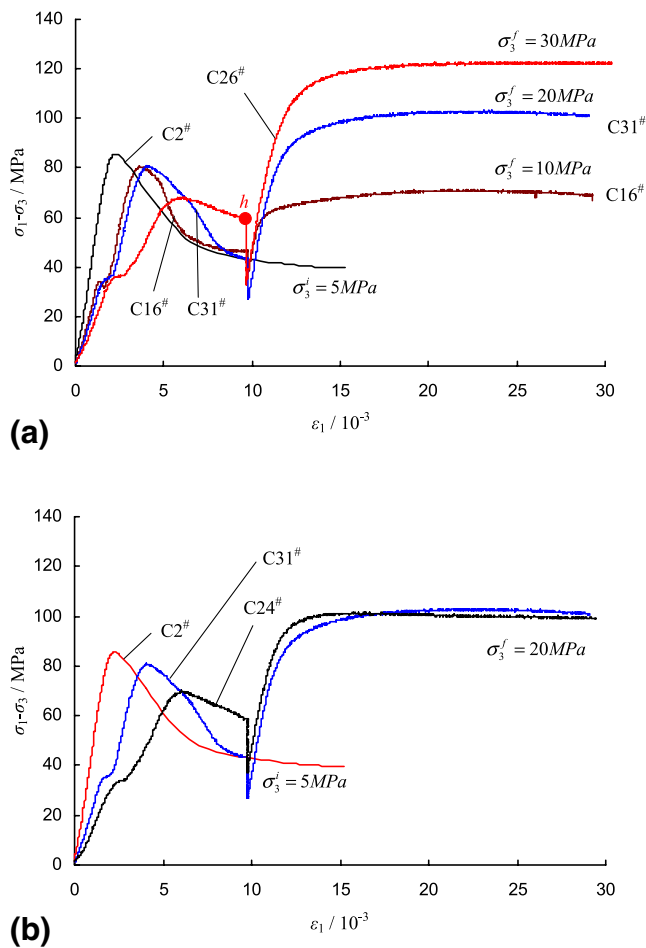 140
120
100
80
60
40
20
0
σ₁-σ₃ / MPa
C26#
C2#
σ₃ᶠ = 30MPa
σ₃ᶠ = 20MPa
C31#
σ₃ᶠ = 10MPa
C16#
h
C16# C31#
σ₃ⁱ = 5MPa
0 5 10 15 20 25 30
ε₁ / 10⁻³
(a)
140
120
100
80
60
40
20
0
σ₁-σ₃ / MPa
C31#
C24#
C2#
σ₃ᶠ = 20MPa
σ₃ⁱ = 5MPa
0 5 10 15 20 25 30
ε₁ / 10⁻³
(b)